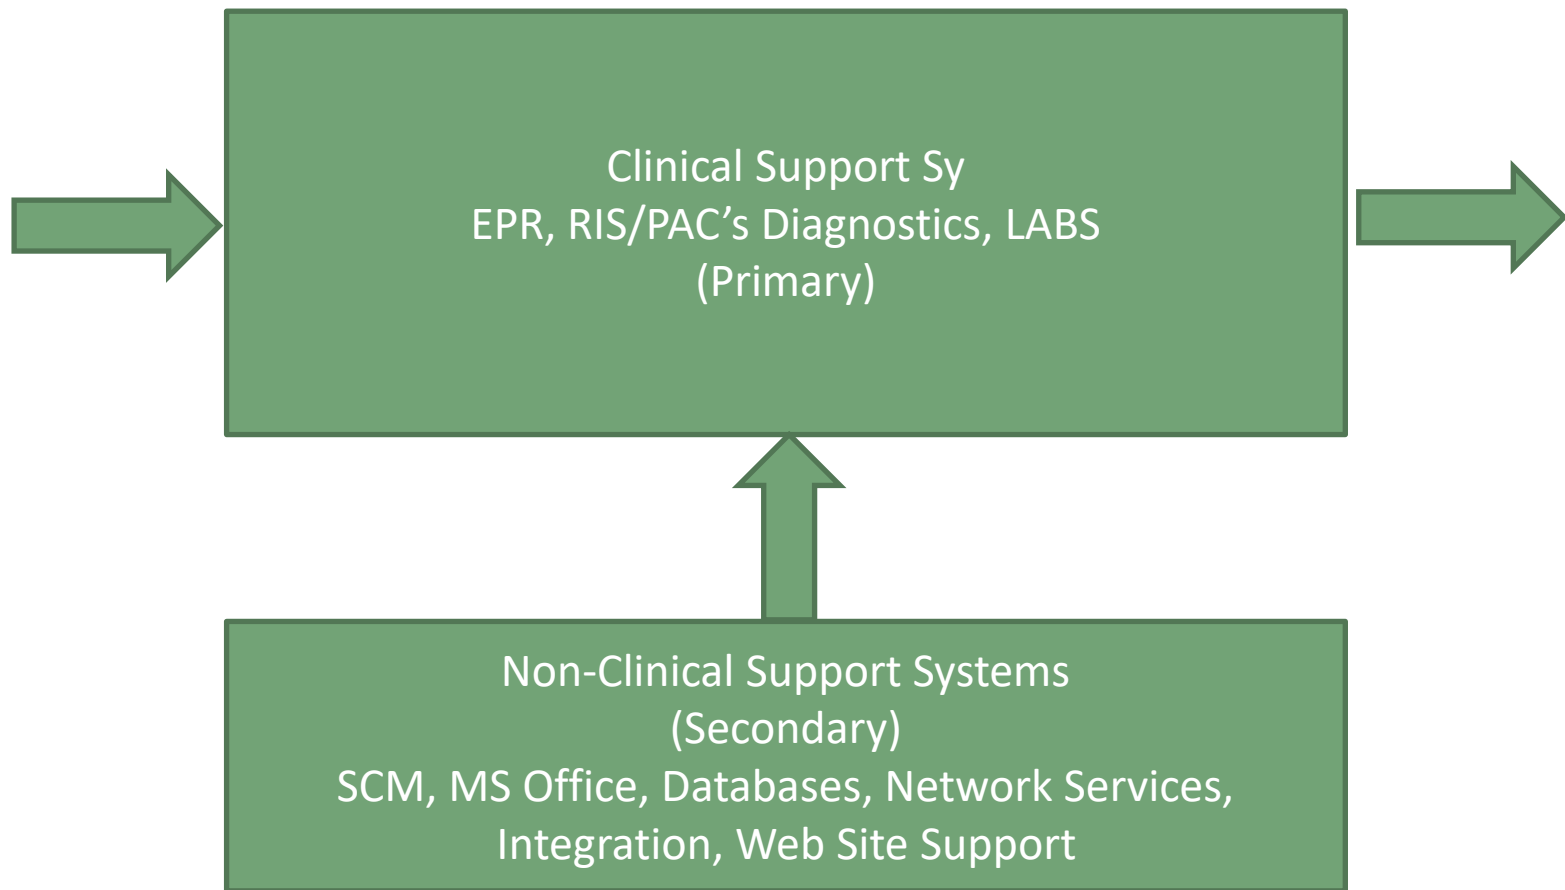 Clinical Support Sy
EPR, RIS/PAC’s Diagnostics, LABS
(Primary)
Non-Clinical Support Systems
(Secondary)
SCM, MS Office, Databases, Network Services,
Integration, Web Site Support